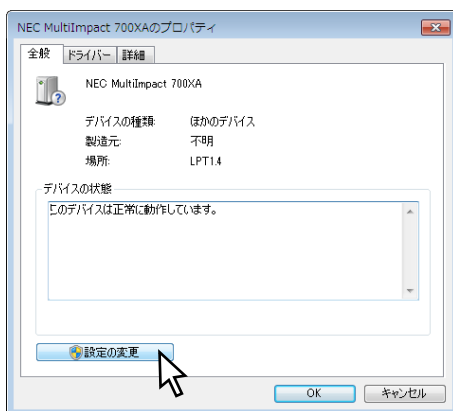 NEC MultiImpact 700XAのプロパティ
全般 ドライバー 詳細
NEC MultiImpact 700XA
デバイスの種類: ほかのデバイス
製造元: 不明
場所: LPT1.4
デバイスの状態
このデバイスは正常に動作しています。
設定の変更
OK キャンセル